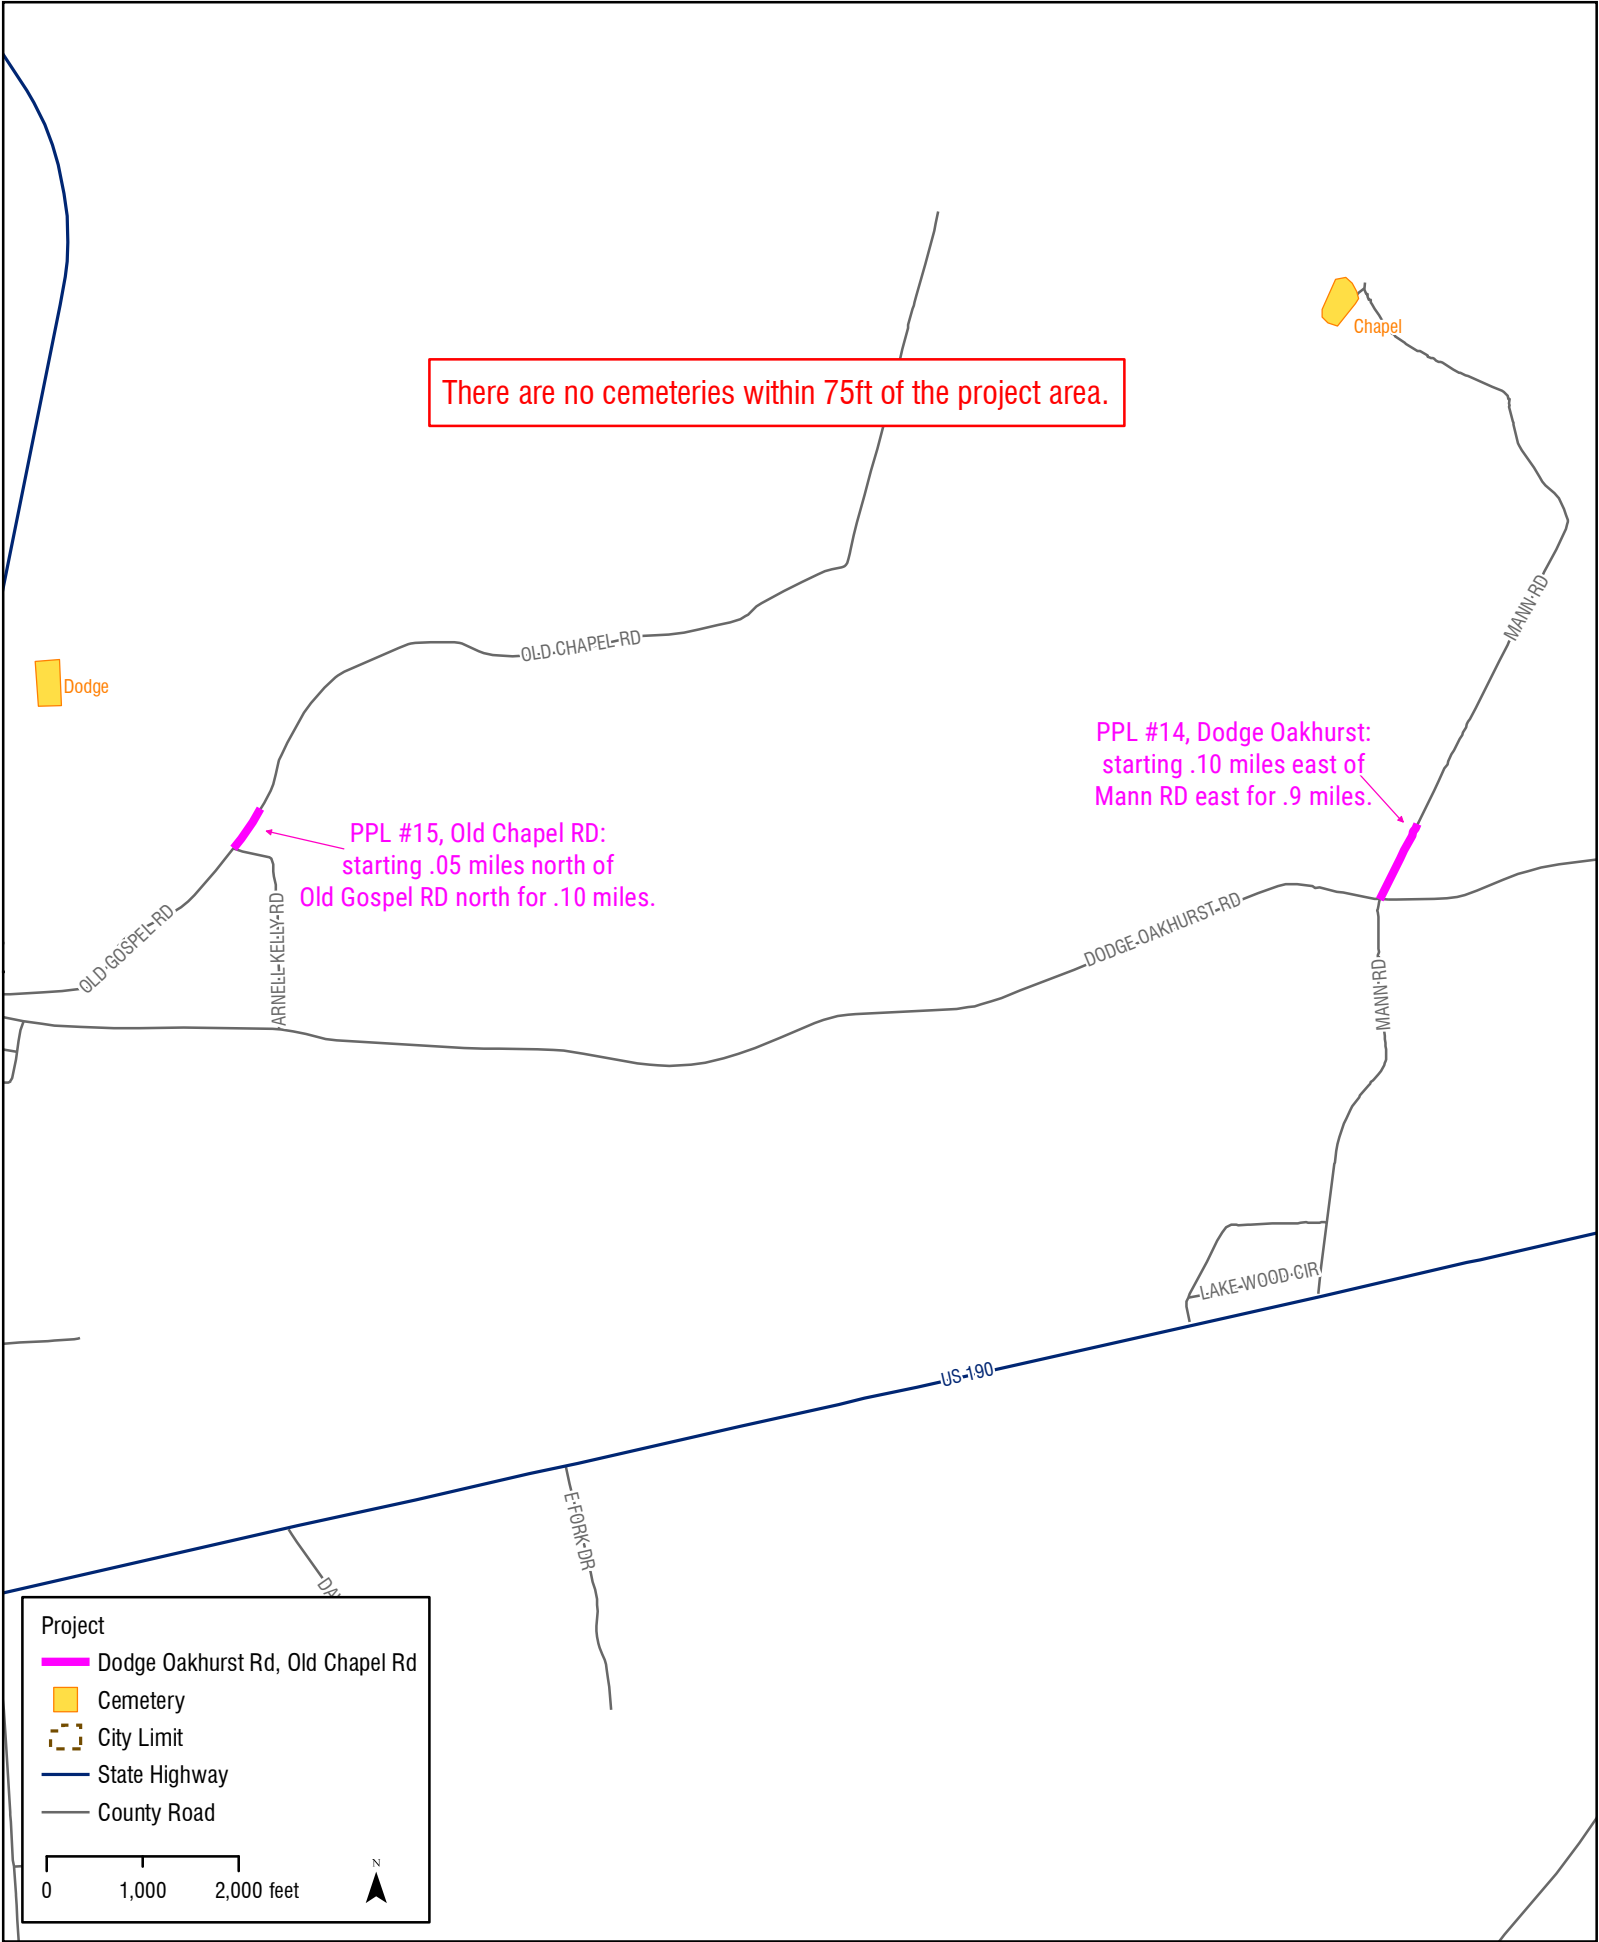 Chapel
There are no cemeteries within 75ft of the project area.
MANN RD
OLD CHAPEL RD
Dodge
PPL #14, Dodge Oakhurst:
starting .10 miles east of
Mann RD east for .9 miles.
PPL #15, Old Chapel RD:
starting .05 miles north of
Old Gospel RD north for .10 miles.
OLD GOSPEL RD
ARNELL KELLY RD
DODGE OAKHURST RD
MANN RD
LAKE WOOD CIR
US-190
E FORK DR
Project
Dodge Oakhurst Rd, Old Chapel Rd
Cemetery
City Limit
State Highway
County Road
N
0 1,000 2,000 feet